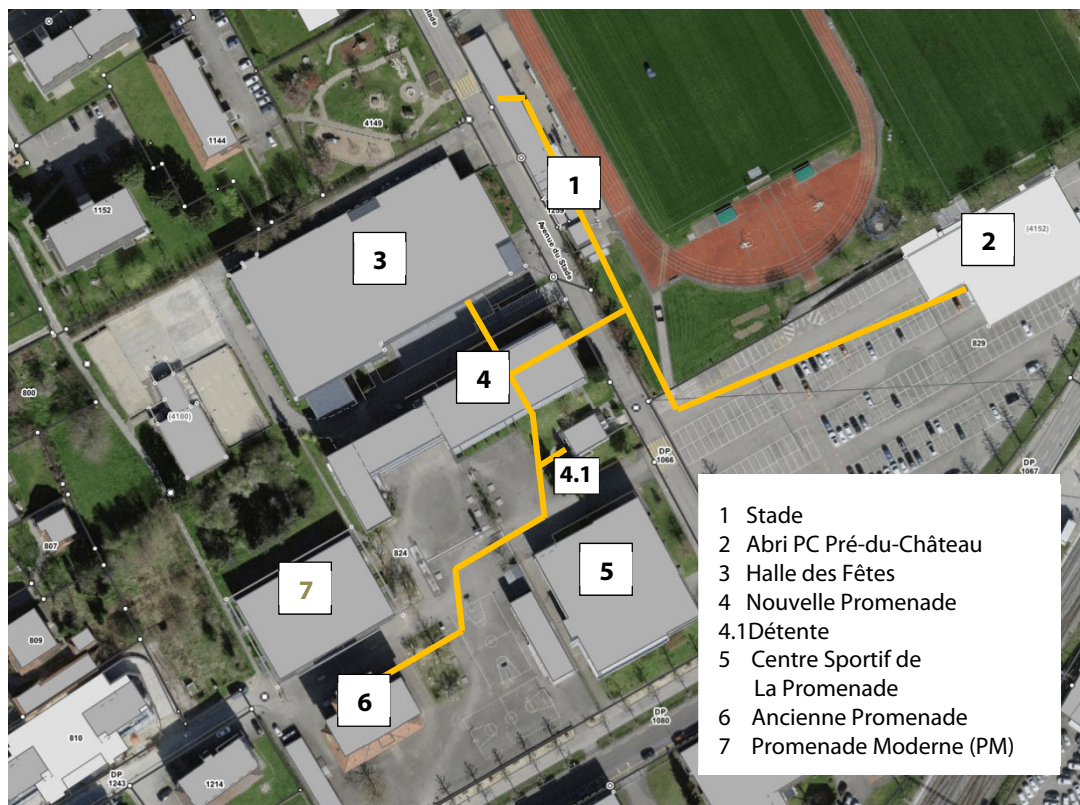 Stade
1144
4149
1152
1
1259
Avenue du Stade
2
(4152)
3
829
4
800
(4180)
DP
1066
4.1
DP
1067
807
824
7
5
809
6
810
DP
1080
DP
1243
1214
1 Stade
2 Abri PC Pré-du-Château
3 Halle des Fêtes
4 Nouvelle Promenade
4.1Détente
5 Centre Sportif de
La Promenade
6 Ancienne Promenade
7 Promenade Moderne (PM)